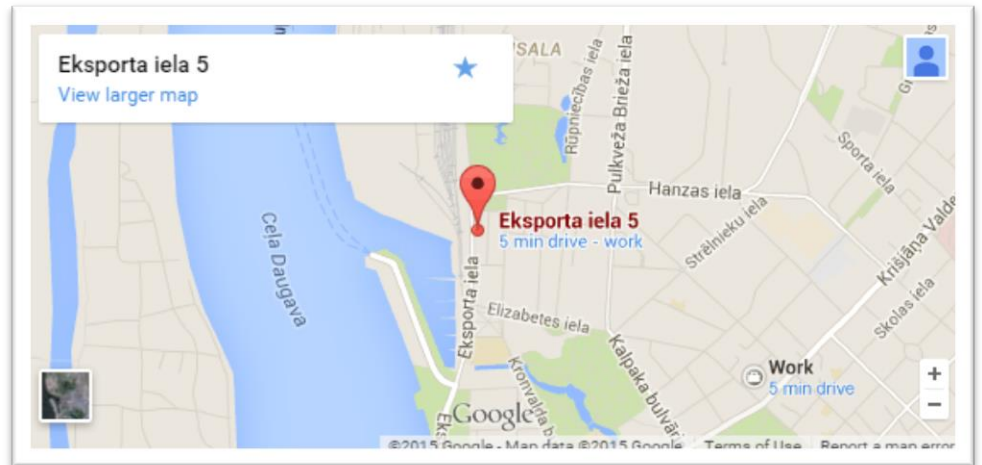 Eksporta iela 5
View larger map
Rūpniecības iela
Pulkveža Brieža iela
Sporta iela
Hanzas iela
Eksporta iela 5
5 min drive - work
Strēlnieku iela
Krišjāņa Valde
Ceļa Daugava
Eksporta iela
Elizabetes iela
Skolas iela
Kalpaka bulvāri
Kronvalda b
Work
5 min drive
+
−
Google
©2015 Google - Map data ©2015 Google
Terms of Use
Report a map error